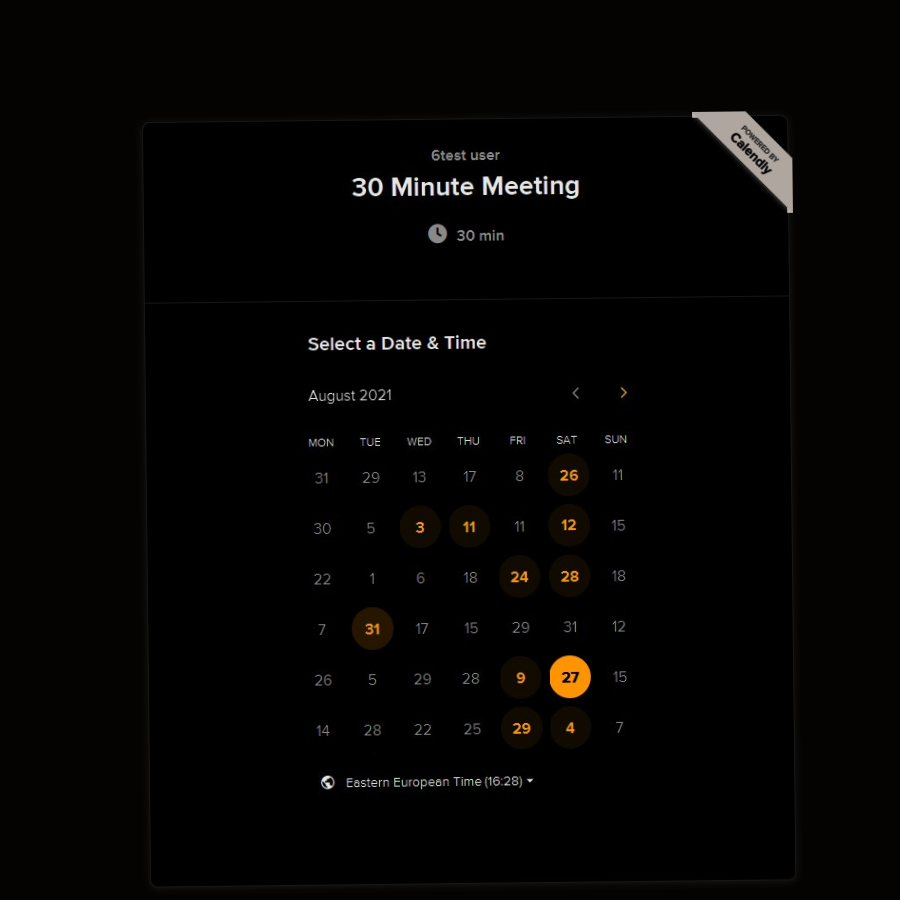 POWERED BY
Calendly
6test user
30 Minute Meeting
30 min
Select a Date & Time
August 2021
MON TUE WED THU FRI SAT SUN
31 29 13 17 8 26 11
30 5 3 11 11 12 15
22 1 6 18 24 28 18
7 31 17 15 29 31 12
26 5 29 28 9 27 15
14 28 22 25 29 4 7
Eastern European Time (16:28)